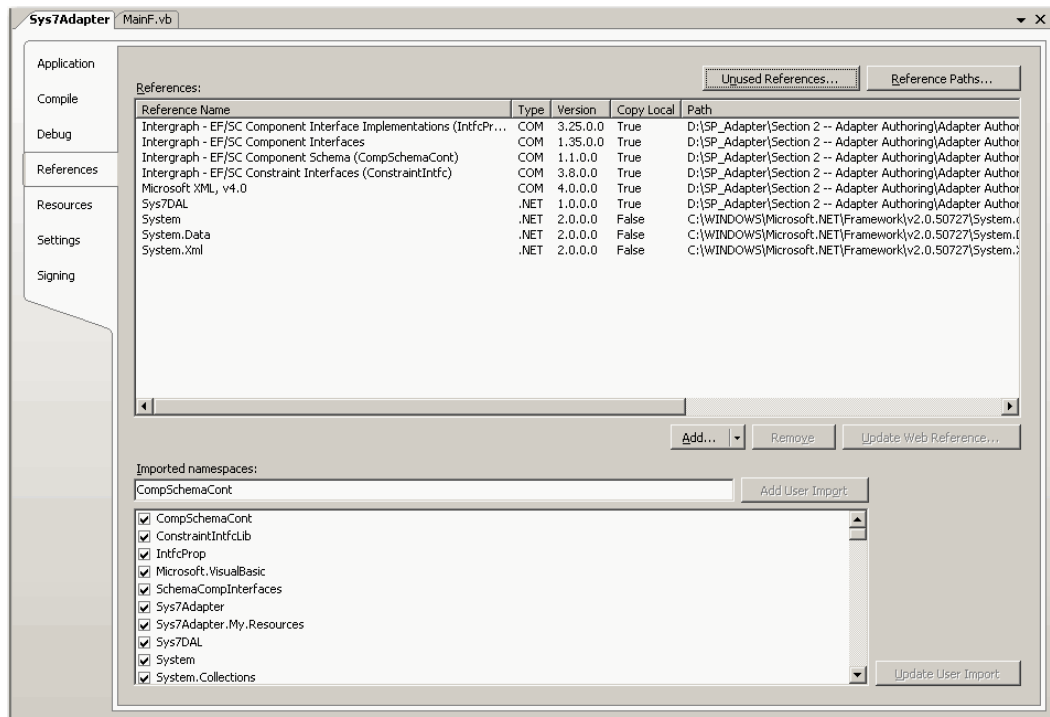 Sys7Adapter MainF.vb
Application
Compile
Debug
References
Resources
Settings
Signing
References:
Unused References... Reference Paths...
Reference Name Type Version Copy Local Path
Intergraph - EF/SC Component Interface Implementations (IntfcPr... COM 3.25.0.0 True D:\SP_Adapter\Section 2 -- Adapter Authoring\Adapter Author
Intergraph - EF/SC Component Interfaces COM 1.35.0.0 True D:\SP_Adapter\Section 2 -- Adapter Authoring\Adapter Author
Intergraph - EF/SC Component Schema (CompSchemaCont) COM 1.1.0.0 True D:\SP_Adapter\Section 2 -- Adapter Authoring\Adapter Author
Intergraph - EF/SC Constraint Interfaces (ConstraintIntfc) COM 3.8.0.0 True D:\SP_Adapter\Section 2 -- Adapter Authoring\Adapter Author
Microsoft XML, v4.0 COM 4.0.0.0 True D:\SP_Adapter\Section 2 -- Adapter Authoring\Adapter Author
Sys7DAL .NET 1.0.0.0 True D:\SP_Adapter\Section 2 -- Adapter Authoring\Adapter Author
System .NET 2.0.0.0 False C:\WINDOWS\Microsoft.NET\Framework\v2.0.50727\System.
System.Data .NET 2.0.0.0 False C:\WINDOWS\Microsoft.NET\Framework\v2.0.50727\System.
System.Xml .NET 2.0.0.0 False C:\WINDOWS\Microsoft.NET\Framework\v2.0.50727\System.
Add... Remove Update Web Reference...
Imported namespaces:
CompSchemaCont Add User Import
CompSchemaCont
ConstraintIntfcLib
IntfcProp
Microsoft.VisualBasic
SchemaCompInterfaces
Sys7Adapter
Sys7Adapter.My.Resources
Sys7DAL
System
System.Collections
Update User Import